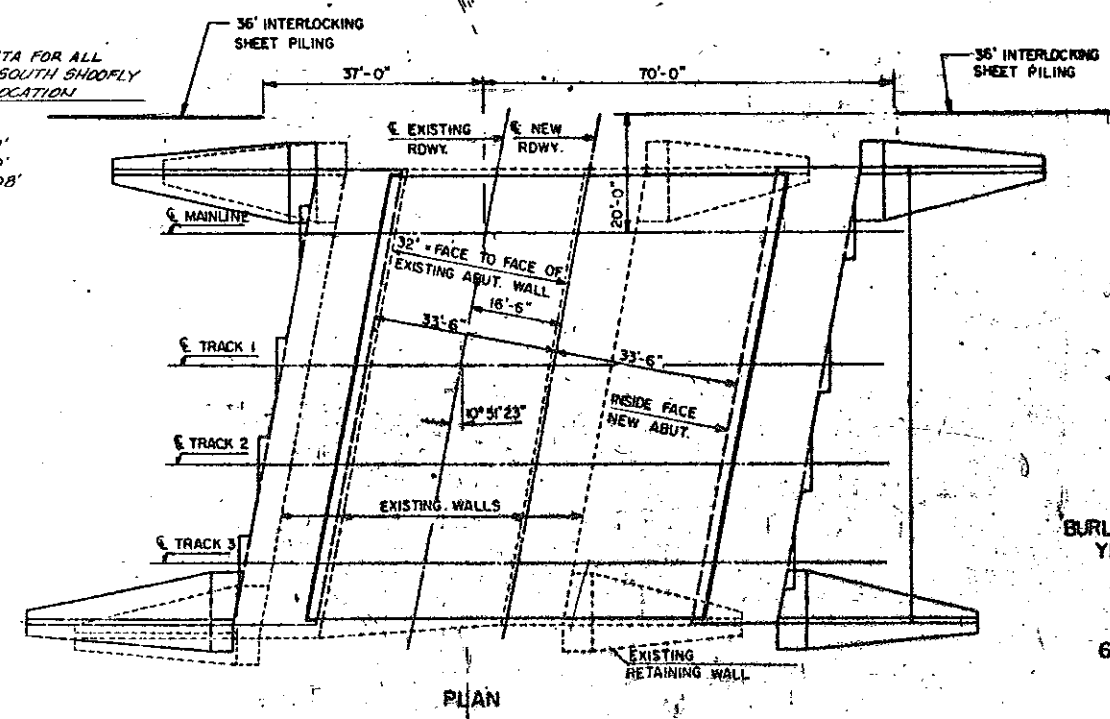 36' INTERLOCKING
SHEET PILING
TA FOR ALL
SOUTH SHOOFLY
OCATION
37'-0"
70'-0"
36' INTERLOCKING
SHEET PILING
℄ EXISTING
RDWY.
℄ NEW
RDWY.
20'-0"
℄ MAINLINE
32' - FACE TO FACE OF
EXISTING ABUT. WALL
16'-6"
33'-6"
33'-6"
℄ TRACK 1
10°51'23"
INSIDE FACE
NEW ABUT.
℄ TRACK 2
EXISTING WALLS
℄ TRACK 3
BURL
Y
6
EXISTING
RETAINING WALL
PLAN